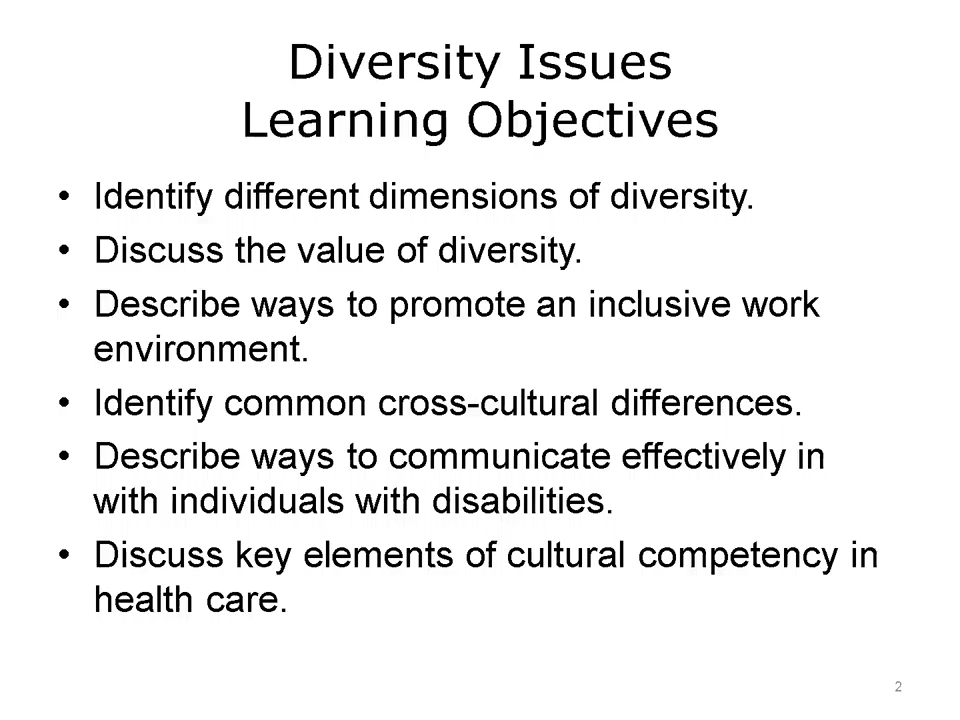 Diversity Issues
Learning Objectives
• Identify different dimensions of diversity.
• Discuss the value of diversity.
• Describe ways to promote an inclusive work
environment.
• Identify common cross-cultural differences.
• Describe ways to communicate effectively in
with individuals with disabilities.
• Discuss key elements of cultural competency in
health care.
2